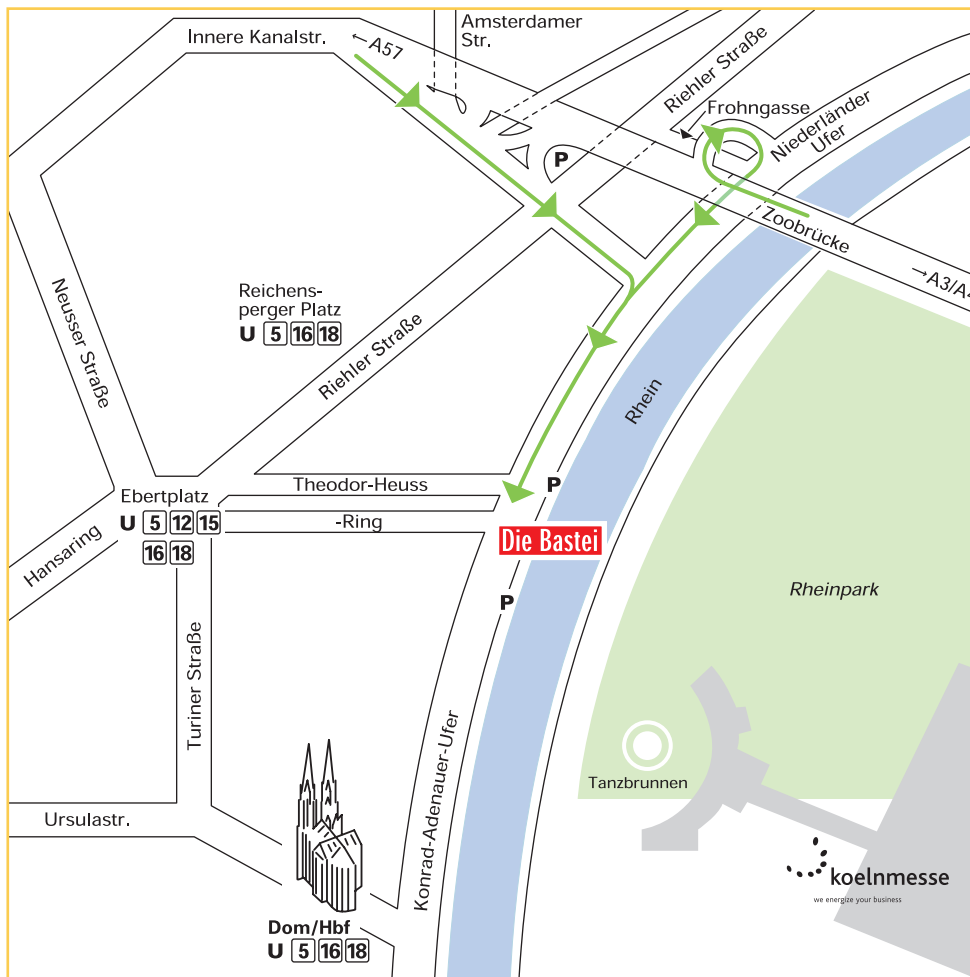 Amsterdamer
Str.
Innere Kanalstr.
← A57
Riehler Straße
Frohngasse
Niederländer
Ufer
P
Zoobrücke
→A3/A4
Neusser Straße
Reichens-
perger Platz
U 5 16 18
Riehler Straße
Rhein
Theodor-Heuss
-Ring
P
Ebertplatz
U 5 12 15
16 18
Hansaring
Die Bastei
P
Rheinpark
Turiner Straße
Konrad-Adenauer-Ufer
Tanzbrunnen
Ursulastr.
koelnmesse
we energize your business
Dom/Hbf
U 5 16 18